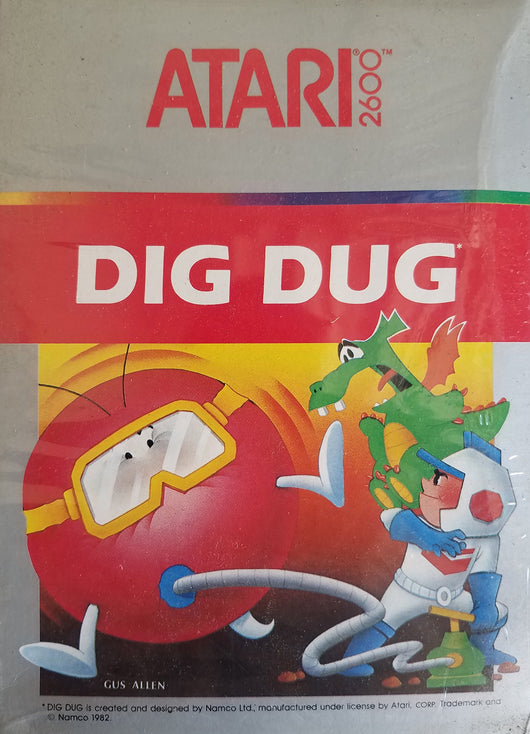 ATARI® 2600™
DIG DUG*
GUS ALLEN
* DIG DUG is created and designed by Namco Ltd., manufactured under license by Atari, CORP. Trademark and
© Namco 1982.